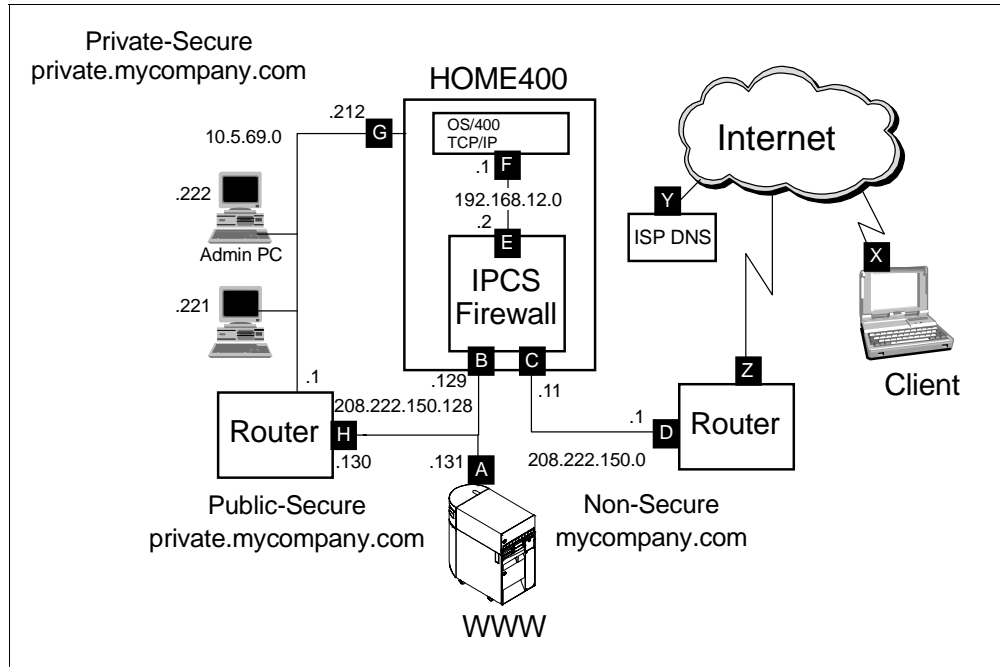 Private-Secure
private.mycompany.com
HOME400
.212
G
10.5.69.0
OS/400
TCP/IP
.1
F
192.168.12.0
.2
E
IPCS
Firewall
B
C
.222
Admin PC
.221
.1
.129
.11
208.222.150.128
Router
H
.130
.131
A
Public-Secure
private.mycompany.com
WWW
Internet
Y
ISP DNS
X
Client
Z
Router
.1
D
208.222.150.0
Non-Secure
mycompany.com